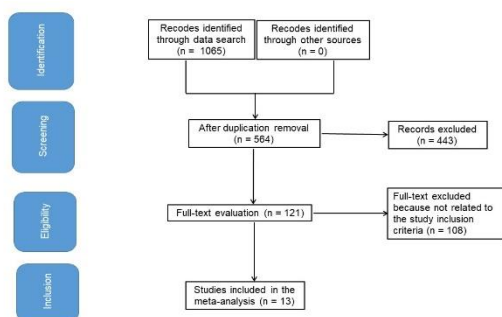 Identification
Recodes identified
through data search
(n = 1065)
Recodes identified
through other sources
(n = 0)
Screening
After duplication removal
(n = 564)
Records excluded
(n = 443)
Eligibility
Full-text evaluation (n = 121)
Full-text excluded
because not related to
the study inclusion
criteria (n = 108)
Inclusion
Studies included in the
meta-analysis (n = 13)